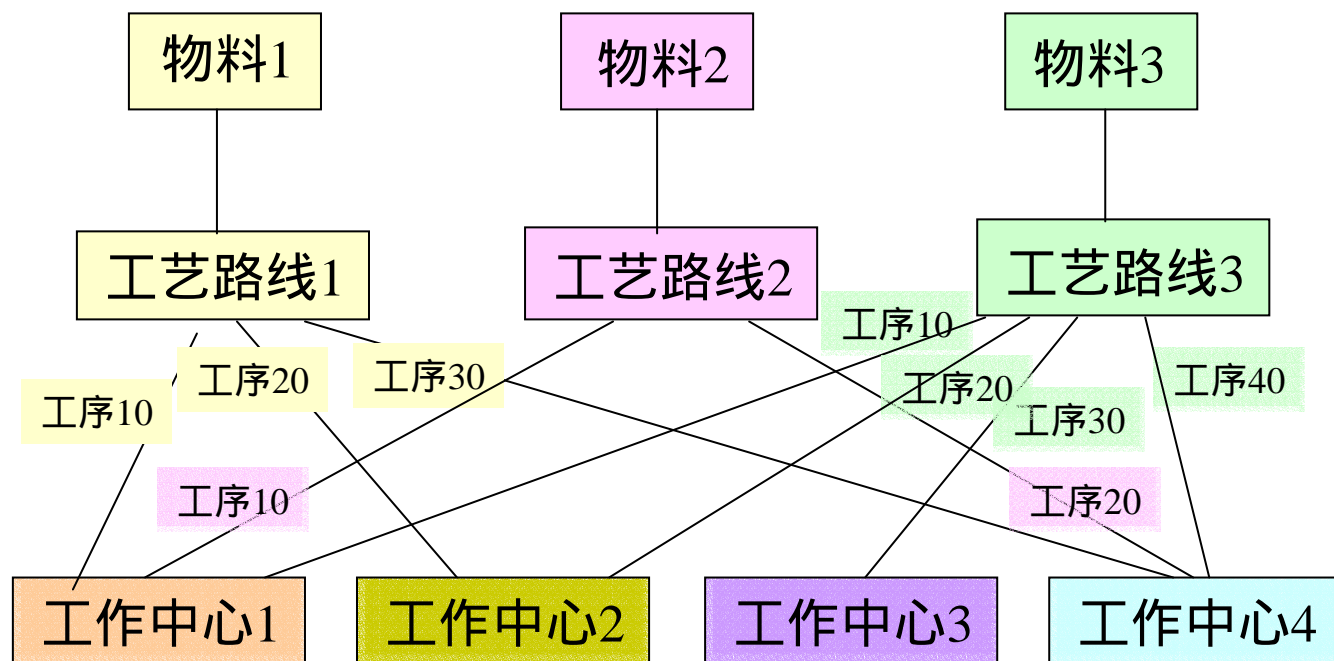 物料1
物料2
物料3
工艺路线1
工艺路线2
工艺路线3
工序10
工序20
工序30
工序10
工序20
工序30
工序40
工序10
工序20
工作中心1
工作中心2
工作中心3
工作中心4